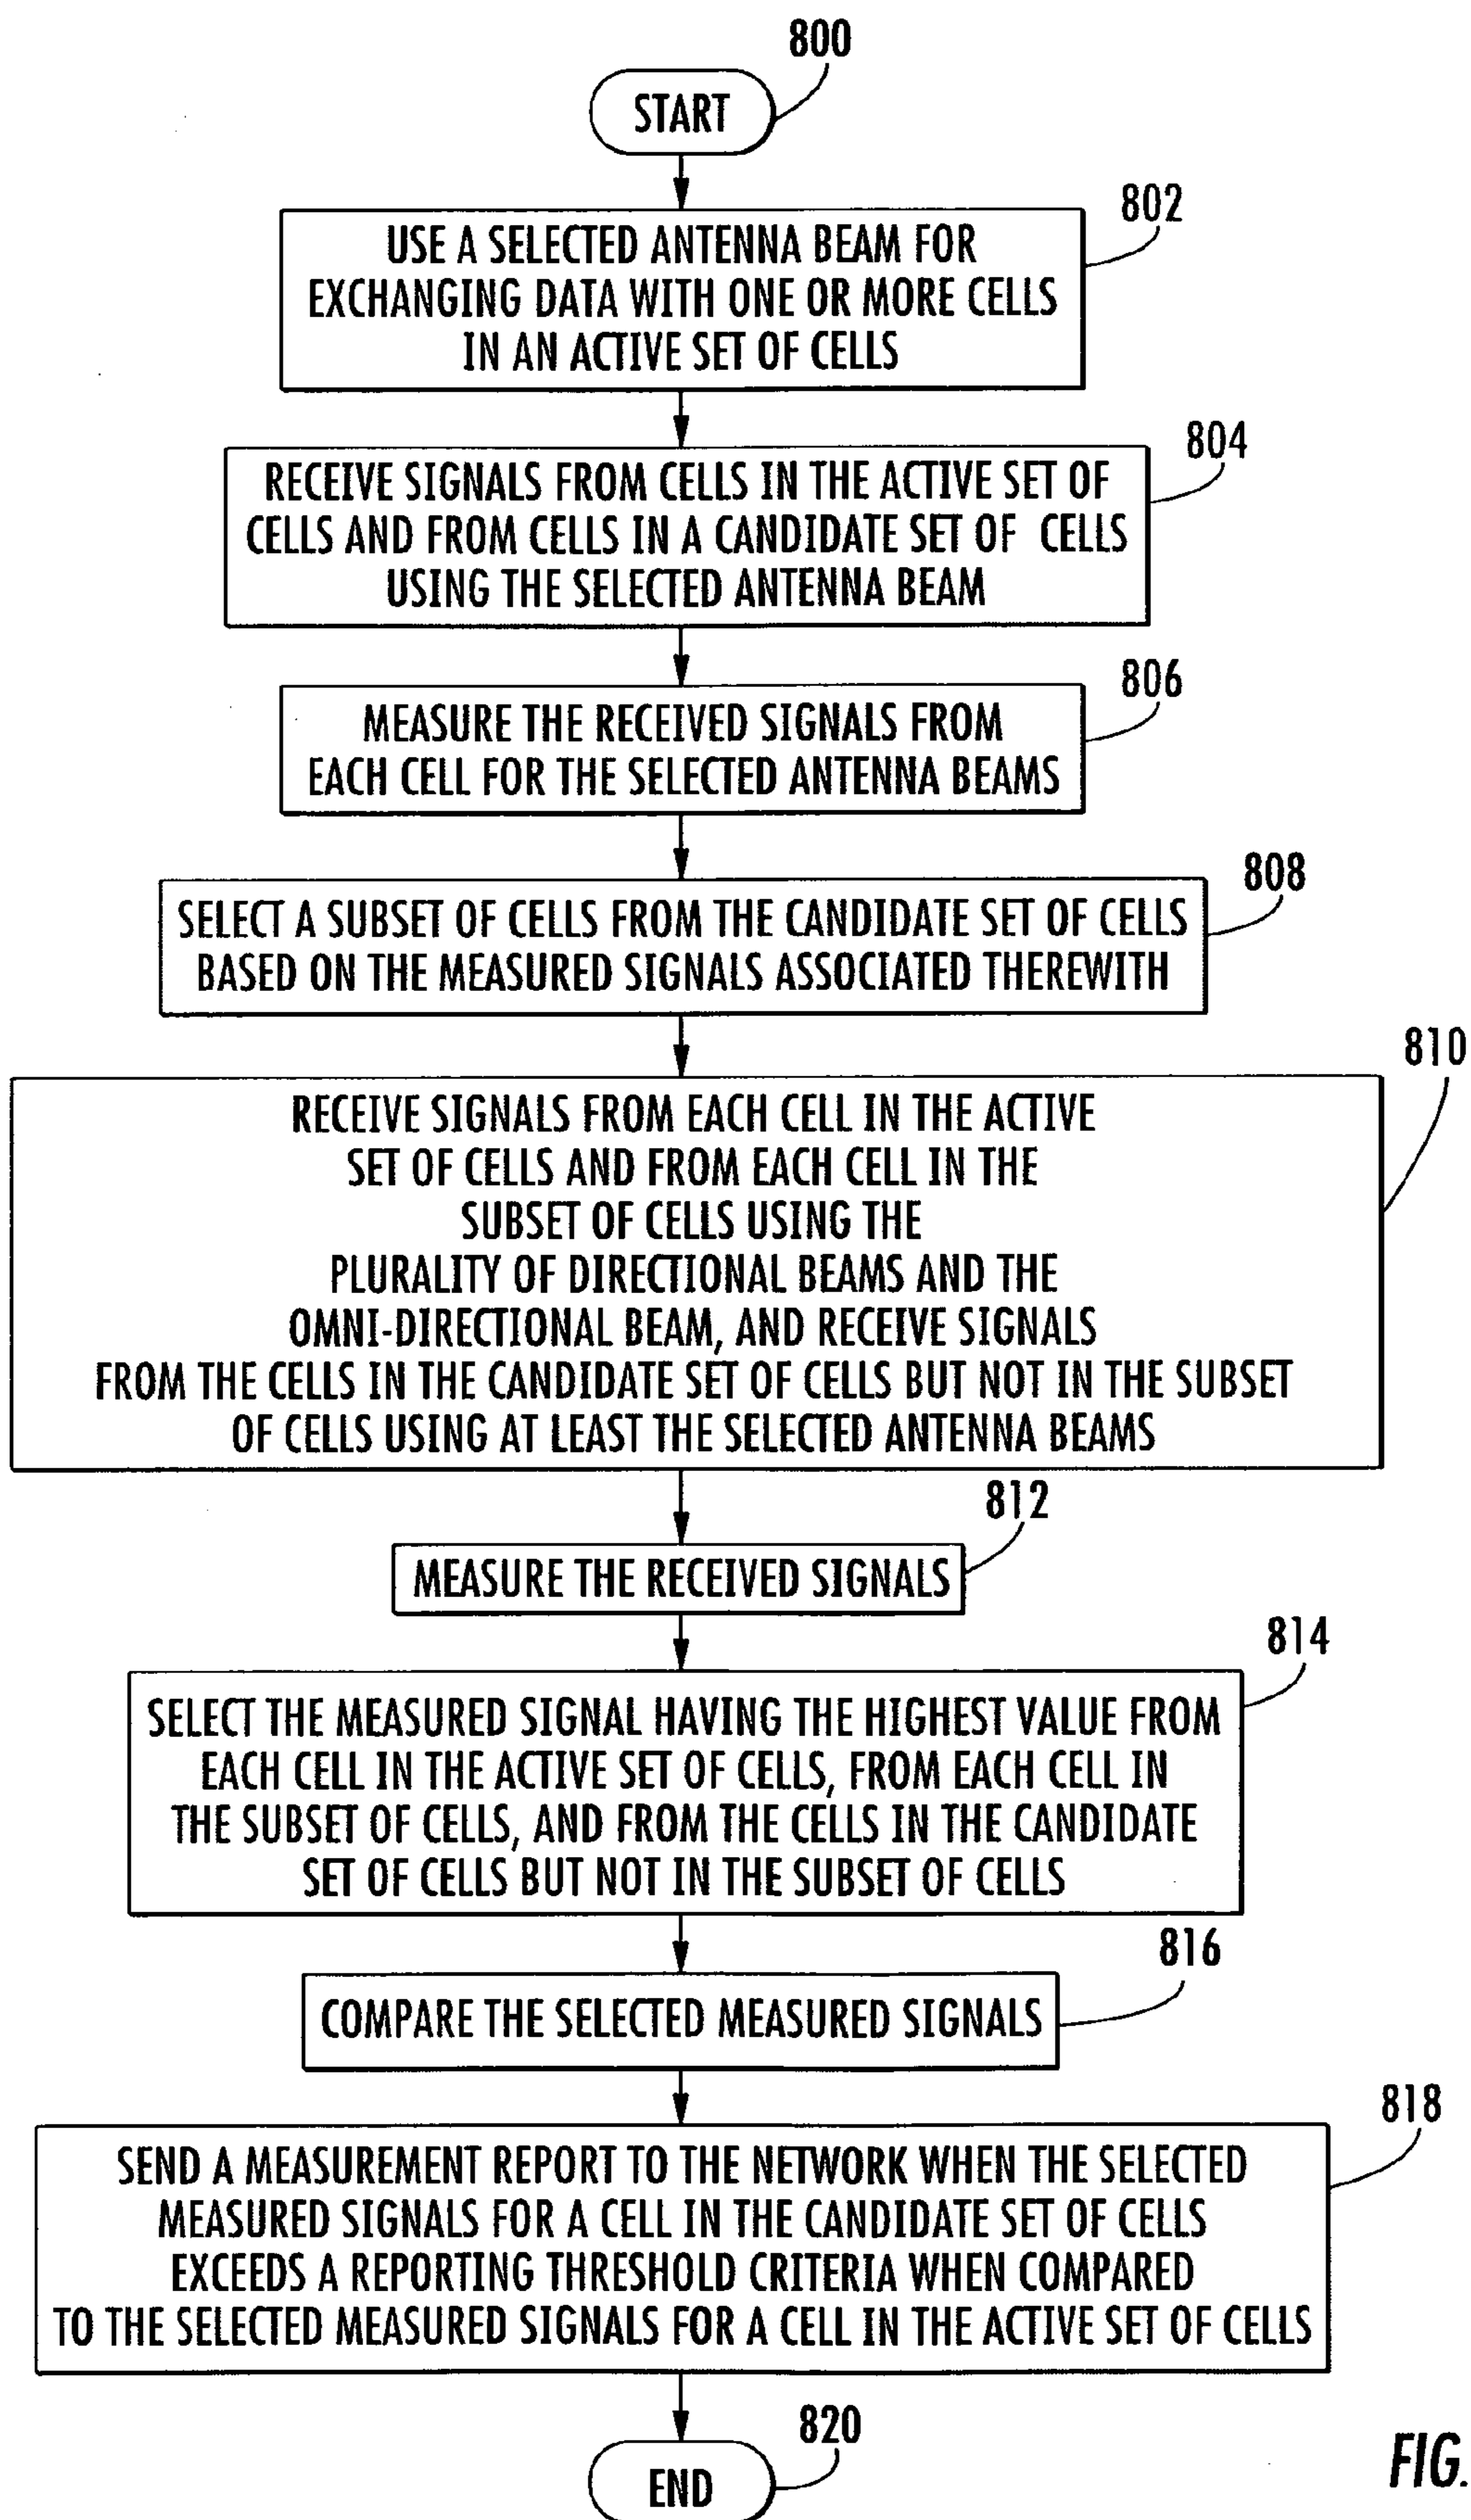 800
START
802
USE A SELECTED ANTENNA BEAM FOR
EXCHANGING DATA WITH ONE OR MORE CELLS
IN AN ACTIVE SET OF CELLS
804
RECEIVE SIGNALS FROM CELLS IN THE ACTIVE SET OF
CELLS AND FROM CELLS IN A CANDIDATE SET OF CELLS
USING THE SELECTED ANTENNA BEAM
806
MEASURE THE RECEIVED SIGNALS FROM
EACH CELL FOR THE SELECTED ANTENNA BEAMS
808
SELECT A SUBSET OF CELLS FROM THE CANDIDATE SET OF CELLS
BASED ON THE MEASURED SIGNALS ASSOCIATED THEREWITH
810
RECEIVE SIGNALS FROM EACH CELL IN THE ACTIVE
SET OF CELLS AND FROM EACH CELL IN THE
SUBSET OF CELLS USING THE
PLURALITY OF DIRECTIONAL BEAMS AND THE
OMNI-DIRECTIONAL BEAM, AND RECEIVE SIGNALS
FROM THE CELLS IN THE CANDIDATE SET OF CELLS BUT NOT IN THE SUBSET
OF CELLS USING AT LEAST THE SELECTED ANTENNA BEAMS
812
MEASURE THE RECEIVED SIGNALS
814
SELECT THE MEASURED SIGNAL HAVING THE HIGHEST VALUE FROM
EACH CELL IN THE ACTIVE SET OF CELLS, FROM EACH CELL IN
THE SUBSET OF CELLS, AND FROM THE CELLS IN THE CANDIDATE
SET OF CELLS BUT NOT IN THE SUBSET OF CELLS
816
COMPARE THE SELECTED MEASURED SIGNALS
818
SEND A MEASUREMENT REPORT TO THE NETWORK WHEN THE SELECTED
MEASURED SIGNALS FOR A CELL IN THE CANDIDATE SET OF CELLS
EXCEEDS A REPORTING THRESHOLD CRITERIA WHEN COMPARED
TO THE SELECTED MEASURED SIGNALS FOR A CELL IN THE ACTIVE SET OF CELLS
820
END
FIG.